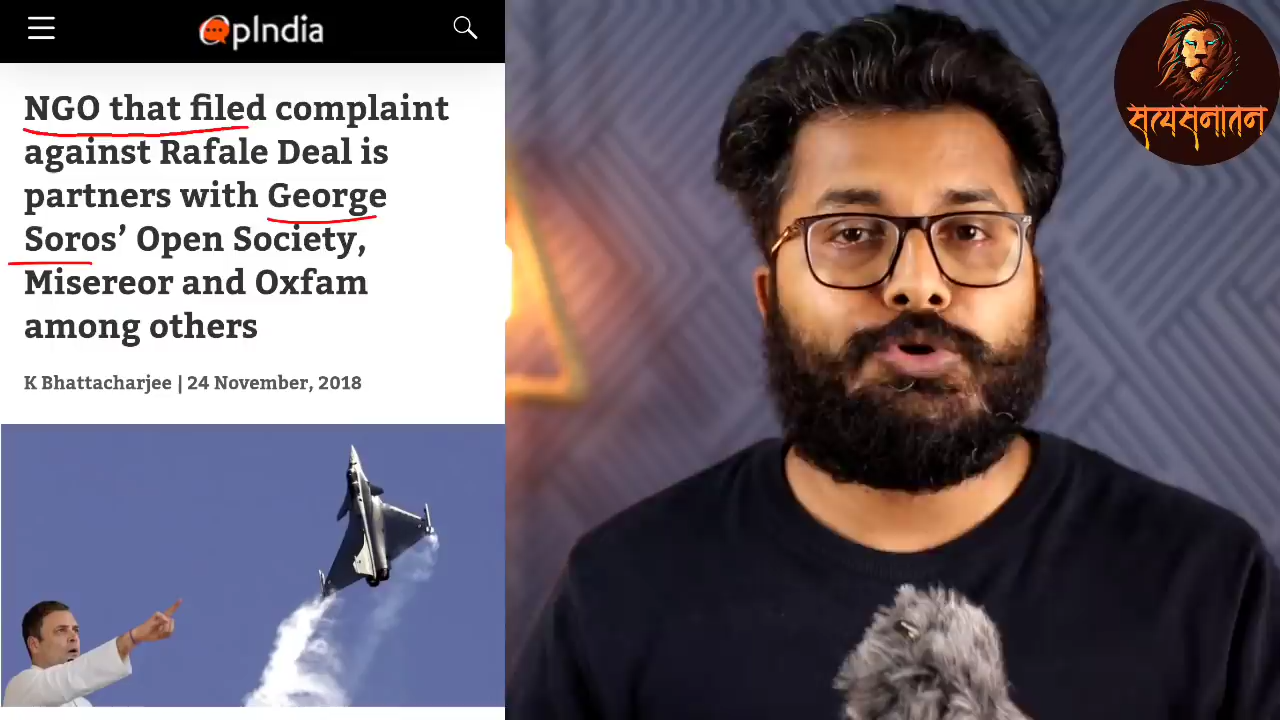 OpIndia
NGO that filed complaint
against Rafale Deal is
partners with George
Soros’ Open Society,
Misereor and Oxfam
among others
K Bhattacharjee | 24 November, 2018
सत्यसनातन